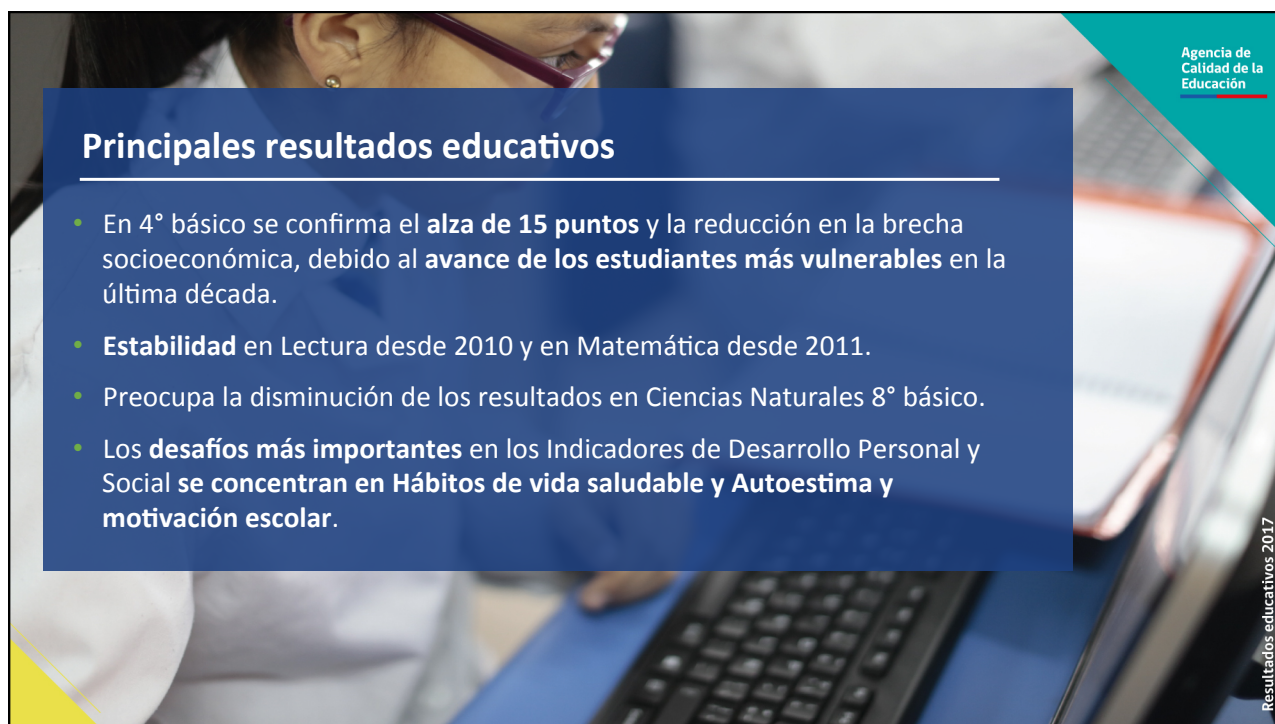 Agencia de
Calidad de la
Educación
Principales resultados educativos
• En 4° básico se confirma el alza de 15 puntos y la reducción en la brecha
socioeconómica, debido al avance de los estudiantes más vulnerables en la
última década.
• Estabilidad en Lectura desde 2010 y en Matemática desde 2011.
• Preocupa la disminución de los resultados en Ciencias Naturales 8° básico.
• Los desafíos más importantes en los Indicadores de Desarrollo Personal y
Social se concentran en Hábitos de vida saludable y Autoestima y
motivación escolar.
Resultados educativos 2017